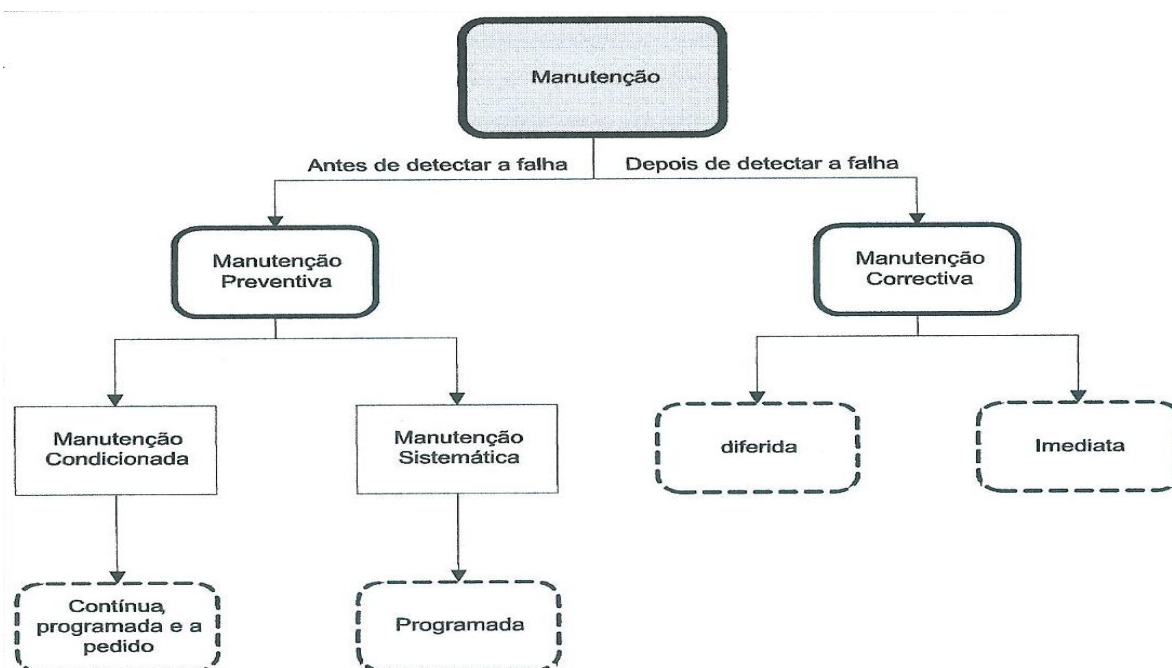 Manutenção
Antes de detectar a falha
Depois de detectar a falha
Manutenção
Preventiva
Manutenção
Correctiva
Manutenção
Condicionada
Manutenção
Sistemática
diferida
Imediata
Contínua,
programada e a
pedido
Programada